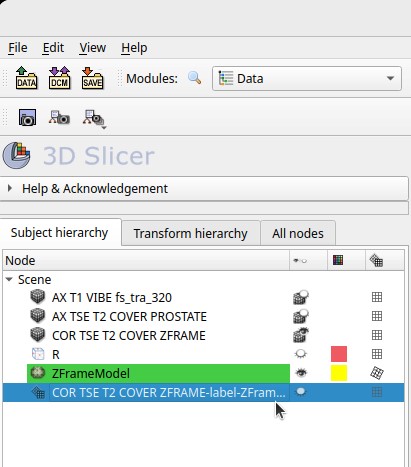 File Edit View Help
DATA DCM SAVE Modules: Data
3D Slicer
Help & Acknowledgement
Subject hierarchy Transform hierarchy All nodes
Node
Scene
AX T1 VIBE fs_tra_320
AX TSE T2 COVER PROSTATE
COR TSE T2 COVER ZFRAME
R
ZFrameModel
COR TSE T2 COVER ZFRAME-label-ZFram...